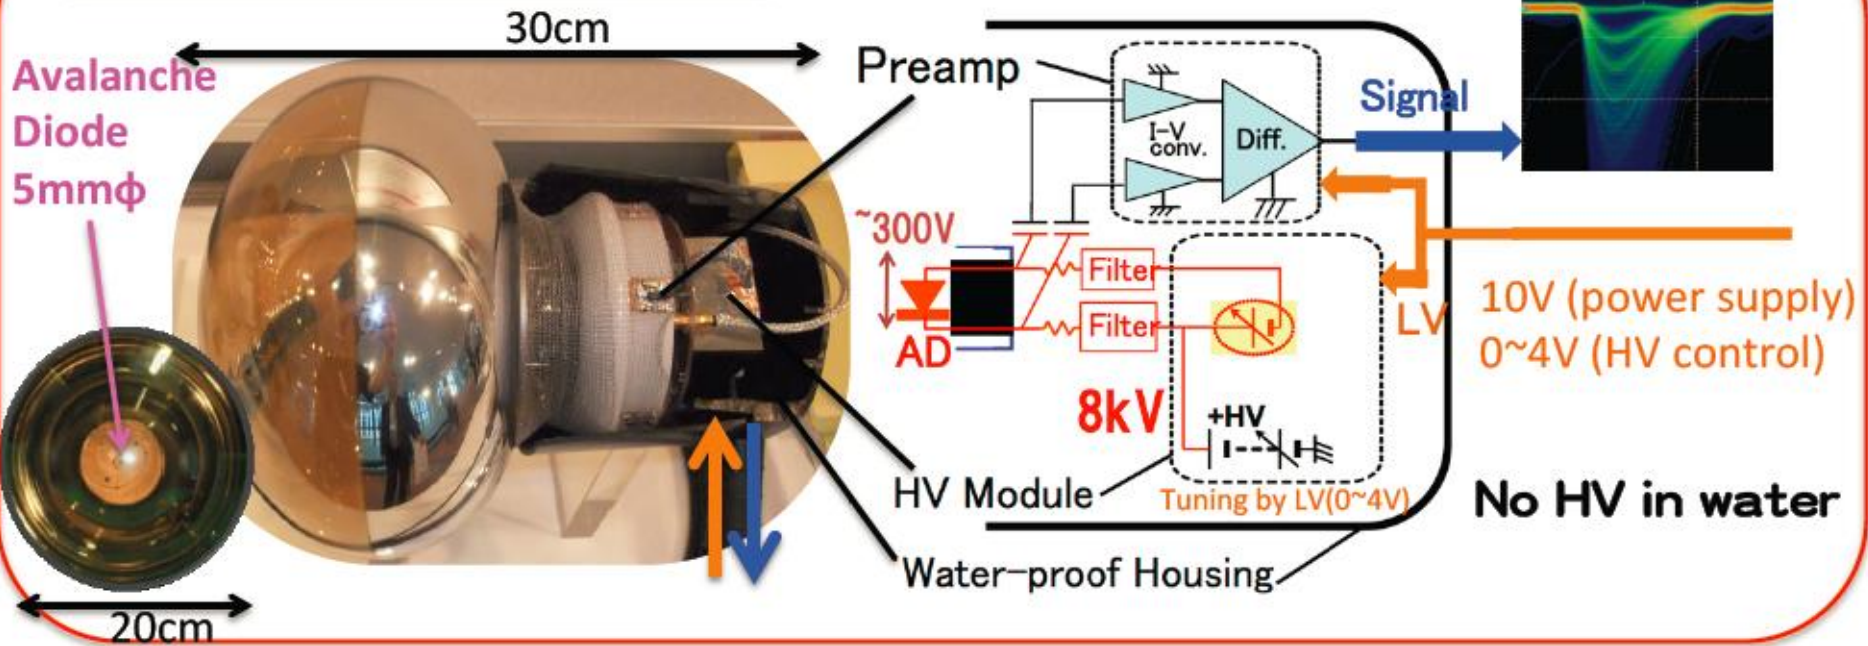 30cm
Avalanche
Diode
5mmϕ
20cm
Preamp
I-V
conv.
Diff.
Signal
~300V
Filter
Filter
AD
8kV
+HV
HV Module
Tuning by LV(0~4V)
Water-proof Housing
LV
10V (power supply)
0~4V (HV control)
No HV in water